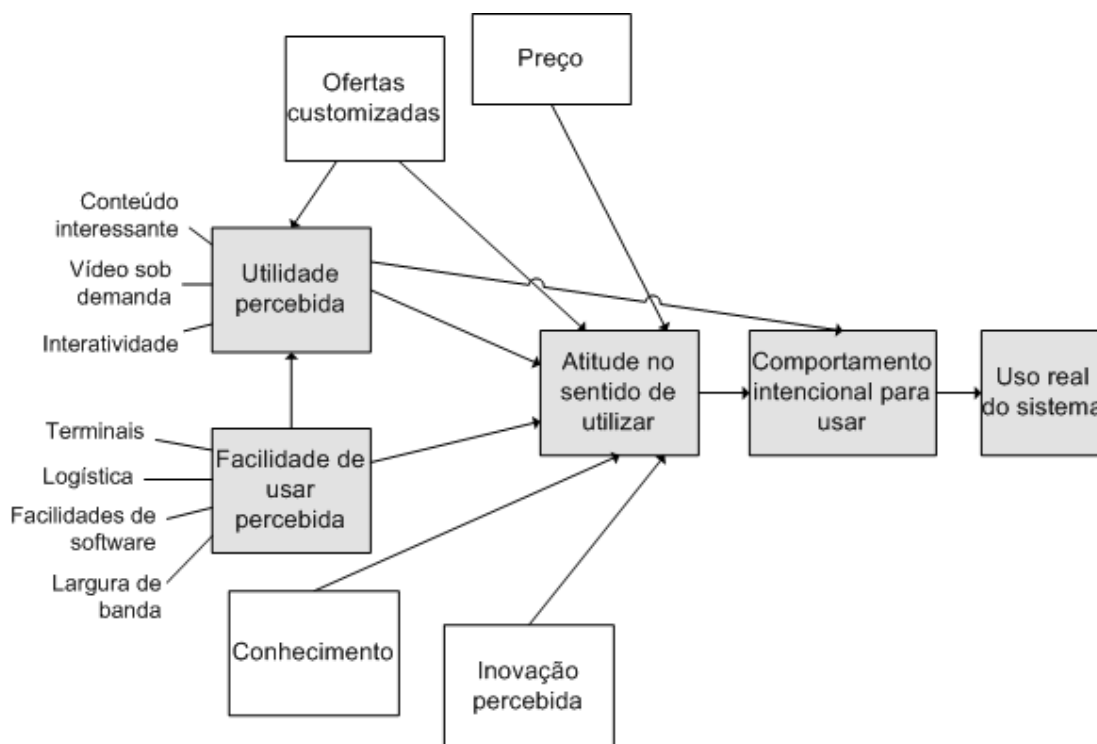 Preço
Ofertas
customizadas
Conteúdo
interessante
Vídeo sob
demanda
Interatividade
Utilidade
percebida
Atitude no
sentido de
utilizar
Comportamento
intencional para
usar
Uso real
do sistema
Terminais
Logística
Facilidades de
software
Largura de
banda
Facilidade de
usar
percebida
Conhecimento
Inovação
percebida